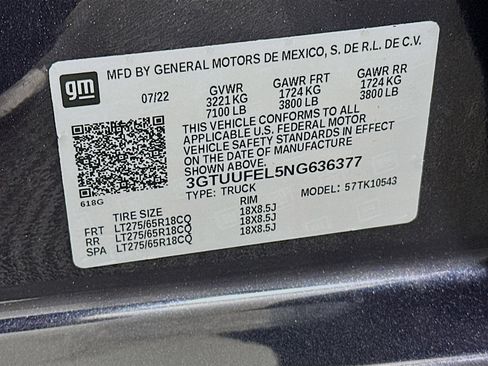 gm
MFD BY GENERAL MOTORS DE MEXICO, S. DE R.L. DE C.V.
07/22 GVWR GAWR FRT GAWR RR
3221 KG 1724 KG 1724 KG
7100 LB 3800 LB 3800 LB
THIS VEHICLE CONFORMS TO ALL
APPLICABLE U.S. FEDERAL MOTOR
VEHICLE SAFETY STANDARDS IN EFFECT
ON THE DATE OF MANUFACTURE
SHOWN ABOVE.
3GTUUFEL5NG636377
618G TYPE: TRUCK MODEL: 57TK10543
TIRE SIZE RIM
FRT LT275/65R18CQ 18X8.5J
RR LT275/65R18CQ 18X8.5J
SPA LT275/65R18CQ 18X8.5J